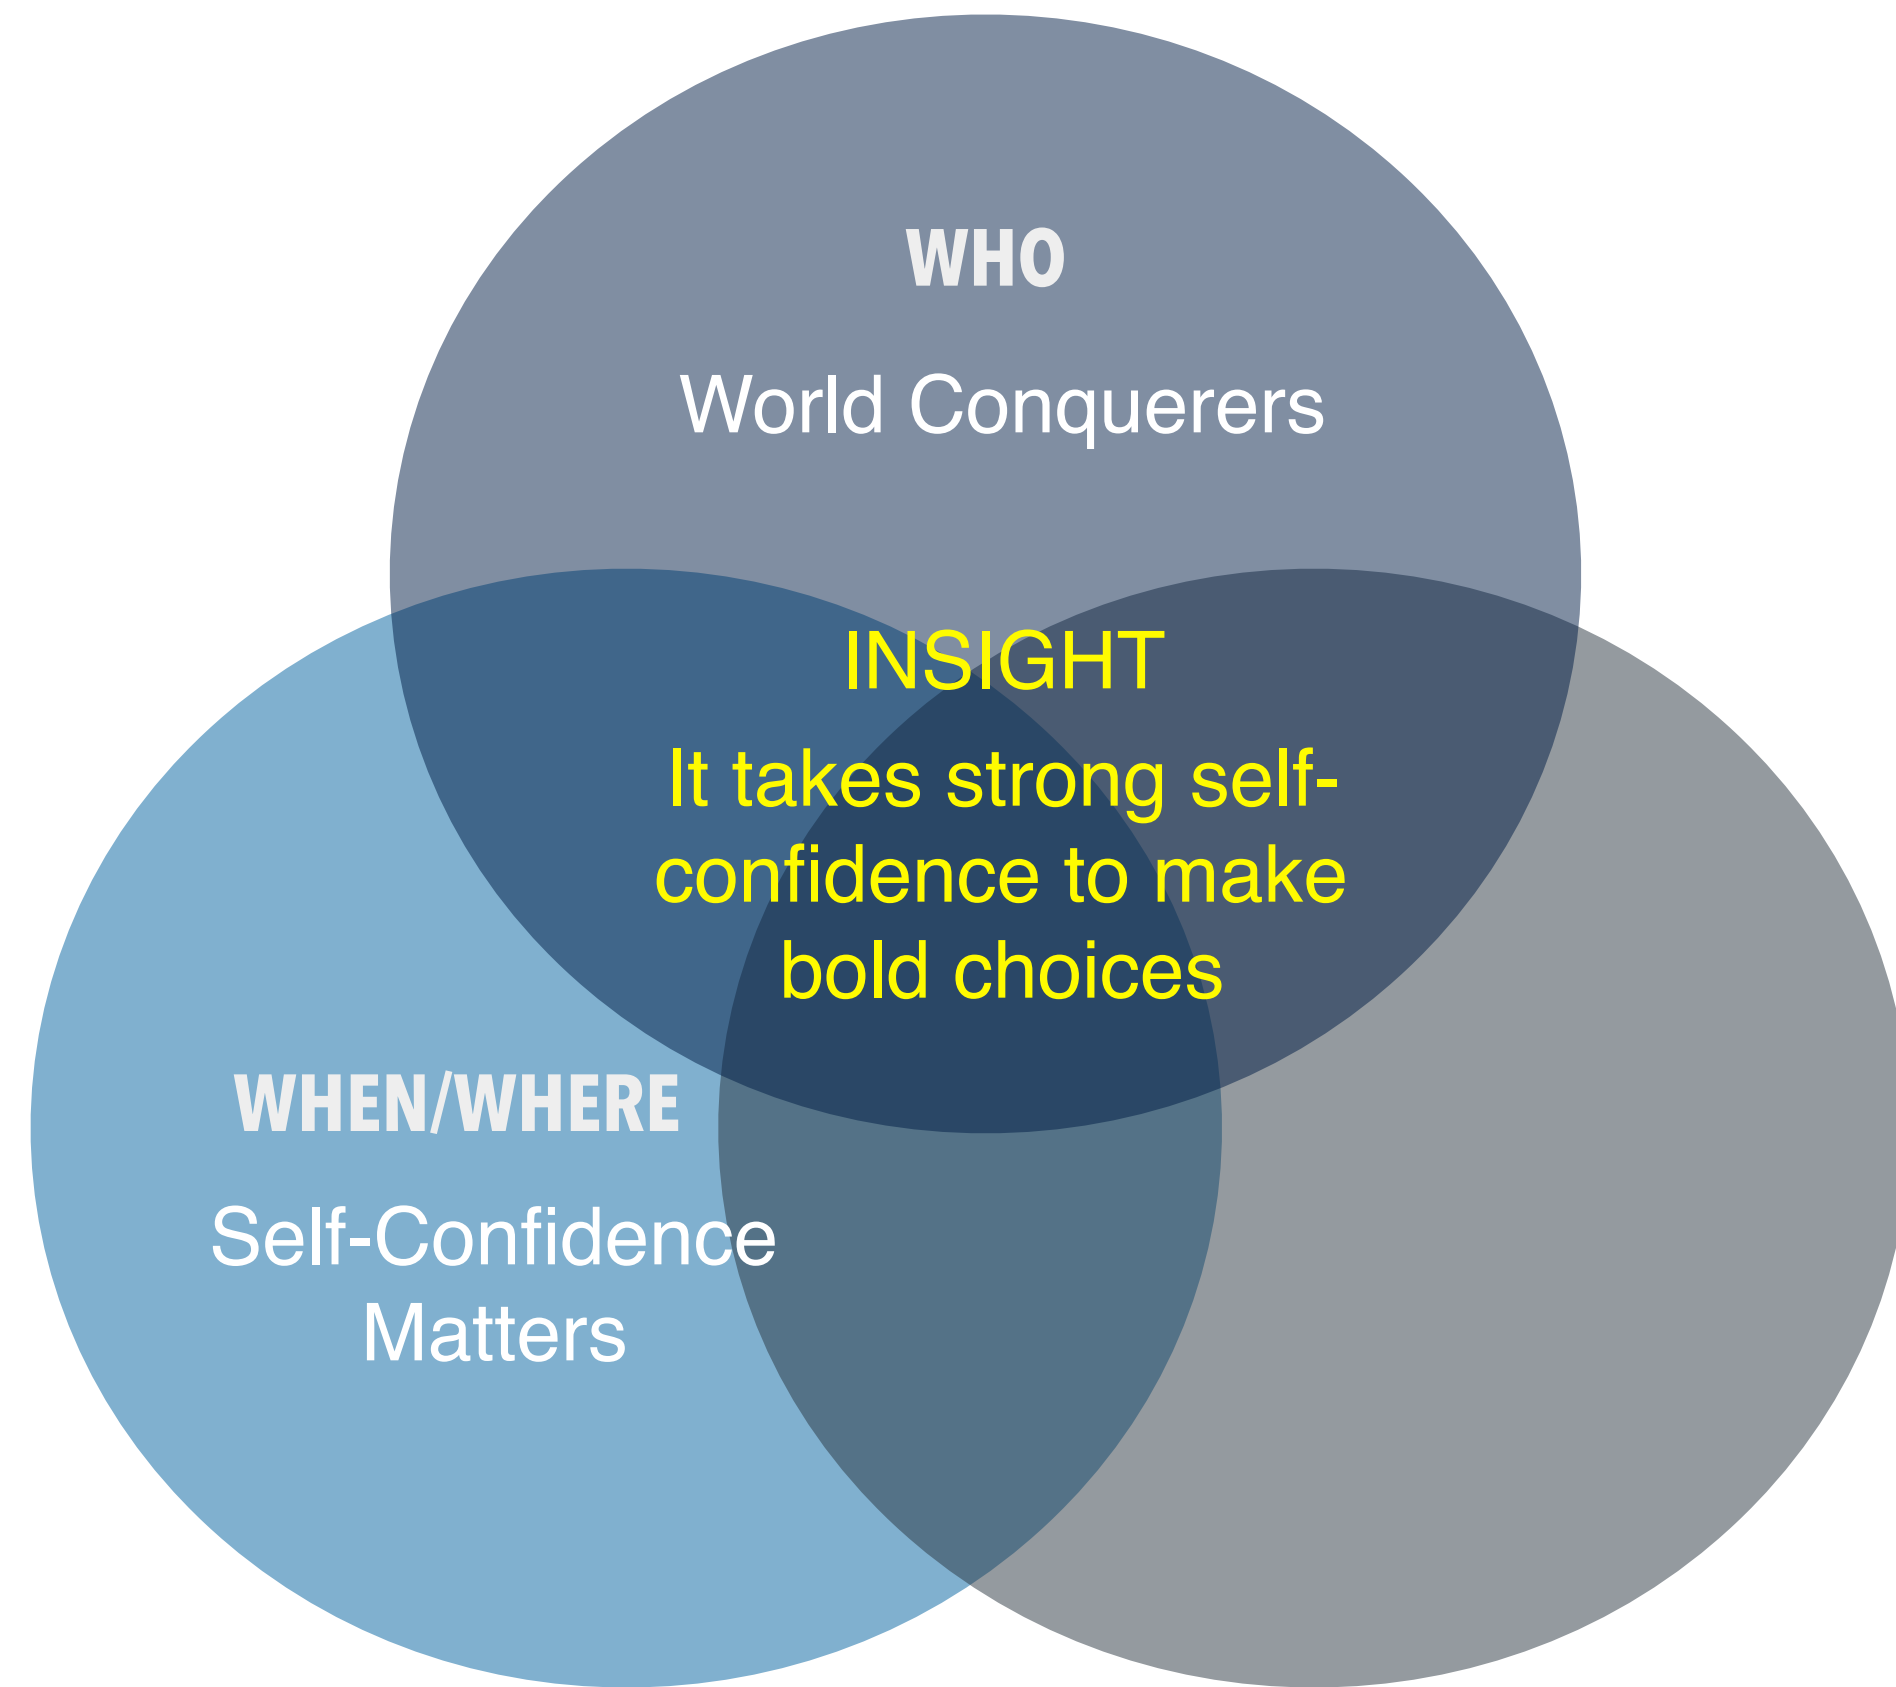 WHO
World Conquerers
INSIGHT
It takes strong self-
confidence to make
bold choices
WHEN/WHERE
Self-Confidence
Matters